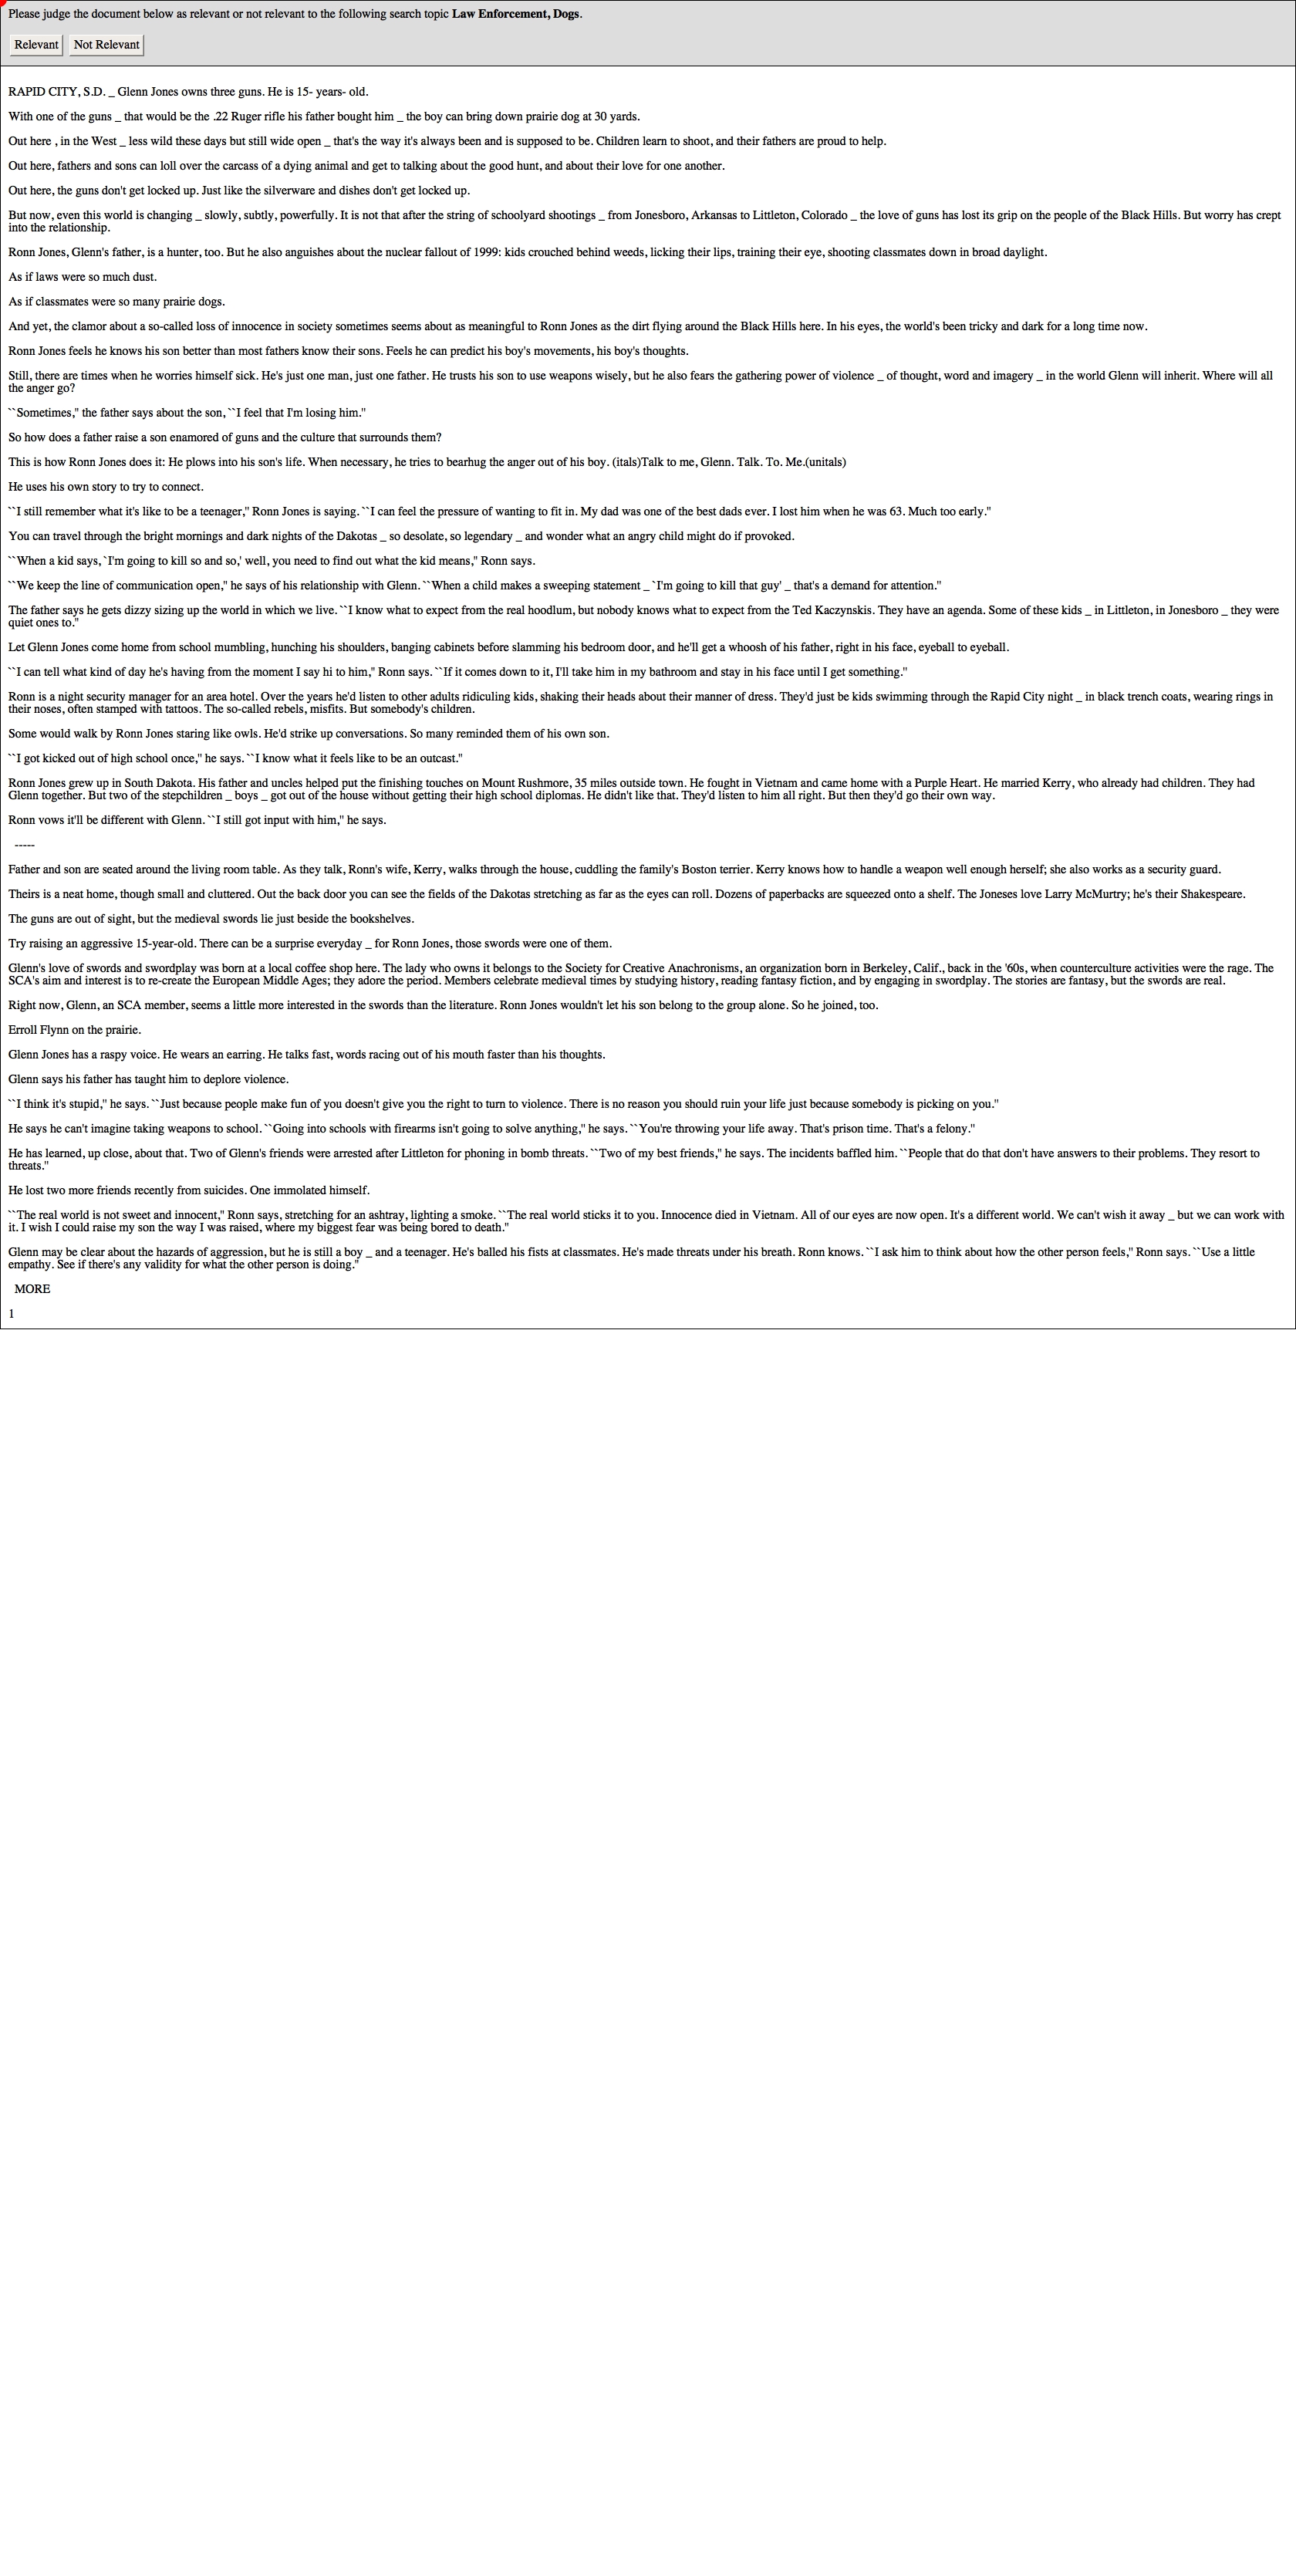 Please judge the document below as relevant or not relevant to the following search topic Law Enforcement, Dogs.
Relevant Not Relevant
RAPID CITY, S.D. _ Glenn Jones owns three guns. He is 15- years- old.
With one of the guns _ that would be the .22 Ruger rifle his father bought him _ the boy can bring down prairie dog at 30 yards.
Out here , in the West _ less wild these days but still wide open _ that's the way it's always been and is supposed to be. Children learn to shoot, and their fathers are proud to help.
Out here, fathers and sons can loll over the carcass of a dying animal and get to talking about the good hunt, and about their love for one another.
Out here, the guns don't get locked up. Just like the silverware and dishes don't get locked up.
But now, even this world is changing _ slowly, subtly, powerfully. It is not that after the string of schoolyard shootings _ from Jonesboro, Arkansas to Littleton, Colorado _ the love of guns has lost its grip on the people of the Black Hills. But worry has crept
into the relationship.
Ronn Jones, Glenn's father, is a hunter, too. But he also anguishes about the nuclear fallout of 1999: kids crouched behind weeds, licking their lips, training their eye, shooting classmates down in broad daylight.
As if laws were so much dust.
As if classmates were so many prairie dogs.
And yet, the clamor about a so-called loss of innocence in society sometimes seems about as meaningful to Ronn Jones as the dirt flying around the Black Hills here. In his eyes, the world's been tricky and dark for a long time now.
Ronn Jones feels he knows his son better than most fathers know their sons. Feels he can predict his boy's movements, his boy's thoughts.
Still, there are times when he worries himself sick. He's just one man, just one father. He trusts his son to use weapons wisely, but he also fears the gathering power of violence _ of thought, word and imagery _ in the world Glenn will inherit. Where will all
the anger go?
``Sometimes,'' the father says about the son, ``I feel that I'm losing him.''
So how does a father raise a son enamored of guns and the culture that surrounds them?
This is how Ronn Jones does it: He plows into his son's life. When necessary, he tries to bearhug the anger out of his boy. (itals)Talk to me, Glenn. Talk. To. Me.(unitals)
He uses his own story to try to connect.
``I still remember what it's like to be a teenager,'' Ronn Jones is saying. ``I can feel the pressure of wanting to fit in. My dad was one of the best dads ever. I lost him when he was 63. Much too early.''
You can travel through the bright mornings and dark nights of the Dakotas _ so desolate, so legendary _ and wonder what an angry child might do if provoked.
``When a kid says, `I'm going to kill so and so,' well, you need to find out what the kid means,'' Ronn says.
``We keep the line of communication open,'' he says of his relationship with Glenn. ``When a child makes a sweeping statement _ `I'm going to kill that guy' _ that's a demand for attention.''
The father says he gets dizzy sizing up the world in which we live. ``I know what to expect from the real hoodlum, but nobody knows what to expect from the Ted Kaczynskis. They have an agenda. Some of these kids _ in Littleton, in Jonesboro _ they were
quiet ones to.''
Let Glenn Jones come home from school mumbling, hunching his shoulders, banging cabinets before slamming his bedroom door, and he'll get a whoosh of his father, right in his face, eyeball to eyeball.
``I can tell what kind of day he's having from the moment I say hi to him,'' Ronn says. ``If it comes down to it, I'll take him in my bathroom and stay in his face until I get something.''
Ronn is a night security manager for an area hotel. Over the years he'd listen to other adults ridiculing kids, shaking their heads about their manner of dress. They'd just be kids swimming through the Rapid City night _ in black trench coats, wearing rings in
their noses, often stamped with tattoos. The so-called rebels, misfits. But somebody's children.
Some would walk by Ronn Jones staring like owls. He'd strike up conversations. So many reminded them of his own son.
``I got kicked out of high school once,'' he says. ``I know what it feels like to be an outcast.''
Ronn Jones grew up in South Dakota. His father and uncles helped put the finishing touches on Mount Rushmore, 35 miles outside town. He fought in Vietnam and came home with a Purple Heart. He married Kerry, who already had children. They had
Glenn together. But two of the stepchildren _ boys _ got out of the house without getting their high school diplomas. He didn't like that. They'd listen to him all right. But then they'd go their own way.
Ronn vows it'll be different with Glenn. ``I still got input with him,'' he says.
-----
Father and son are seated around the living room table. As they talk, Ronn's wife, Kerry, walks through the house, cuddling the family's Boston terrier. Kerry knows how to handle a weapon well enough herself; she also works as a security guard.
Theirs is a neat home, though small and cluttered. Out the back door you can see the fields of the Dakotas stretching as far as the eyes can roll. Dozens of paperbacks are squeezed onto a shelf. The Joneses love Larry McMurtry; he's their Shakespeare.
The guns are out of sight, but the medieval swords lie just beside the bookshelves.
Try raising an aggressive 15-year-old. There can be a surprise everyday _ for Ronn Jones, those swords were one of them.
Glenn's love of swords and swordplay was born at a local coffee shop here. The lady who owns it belongs to the Society for Creative Anachronisms, an organization born in Berkeley, Calif., back in the '60s, when counterculture activities were the rage. The
SCA's aim and interest is to re-create the European Middle Ages; they adore the period. Members celebrate medieval times by studying history, reading fantasy fiction, and by engaging in swordplay. The stories are fantasy, but the swords are real.
Right now, Glenn, an SCA member, seems a little more interested in the swords than the literature. Ronn Jones wouldn't let his son belong to the group alone. So he joined, too.
Erroll Flynn on the prairie.
Glenn Jones has a raspy voice. He wears an earring. He talks fast, words racing out of his mouth faster than his thoughts.
Glenn says his father has taught him to deplore violence.
``I think it's stupid,'' he says. ``Just because people make fun of you doesn't give you the right to turn to violence. There is no reason you should ruin your life just because somebody is picking on you.''
He says he can't imagine taking weapons to school. ``Going into schools with firearms isn't going to solve anything,'' he says. ``You're throwing your life away. That's prison time. That's a felony.''
He has learned, up close, about that. Two of Glenn's friends were arrested after Littleton for phoning in bomb threats. ``Two of my best friends,'' he says. The incidents baffled him. ``People that do that don't have answers to their problems. They resort to
threats.''
He lost two more friends recently from suicides. One immolated himself.
``The real world is not sweet and innocent,'' Ronn says, stretching for an ashtray, lighting a smoke. ``The real world sticks it to you. Innocence died in Vietnam. All of our eyes are now open. It's a different world. We can't wish it away _ but we can work with
it. I wish I could raise my son the way I was raised, where my biggest fear was being bored to death.''
Glenn may be clear about the hazards of aggression, but he is still a boy _ and a teenager. He's balled his fists at classmates. He's made threats under his breath. Ronn knows. ``I ask him to think about how the other person feels,'' Ronn says. ``Use a little
empathy. See if there's any validity for what the other person is doing.''
MORE
1